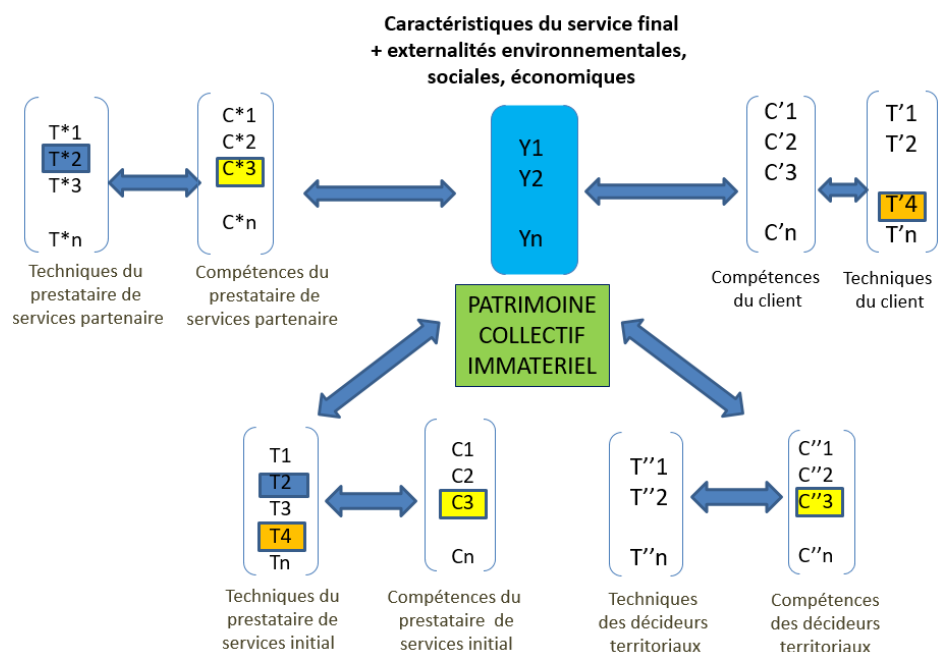 Caractéristiques du service final
+ externalités environnementales,
sociales, économiques
T*1
T*2
T*3
T*n
Techniques du
prestataire de
services partenaire
C*1
C*2
C*3
C*n
Compétences du
prestataire de
services partenaire
Y1
Y2
Yn
C’1
C’2
C’3
C’n
Compétences
du client
T’1
T’2
T’4
T’n
Techniques
du client
PATRIMOINE
COLLECTIF
IMMATERIEL
T1
T2
T3
T4
Tn
Techniques du
prestataire de
services initial
C1
C2
C3
Cn
Compétences du
prestataire de
services initial
T’’1
T’’2
T’’n
Techniques
des décideurs
territoriaux
C’’1
C’’2
C’’3
C’’n
Compétences
des décideurs
territoriaux